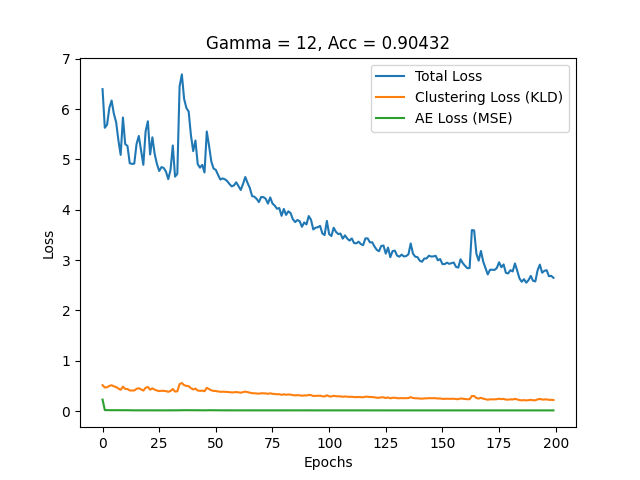 Gamma = 12, Acc = 0.90432
Total Loss
Clustering Loss (KLD)
AE Loss (MSE)
Loss
7
6
5
4
3
2
1
0
0 25 50 75 100 125 150 175 200
Epochs